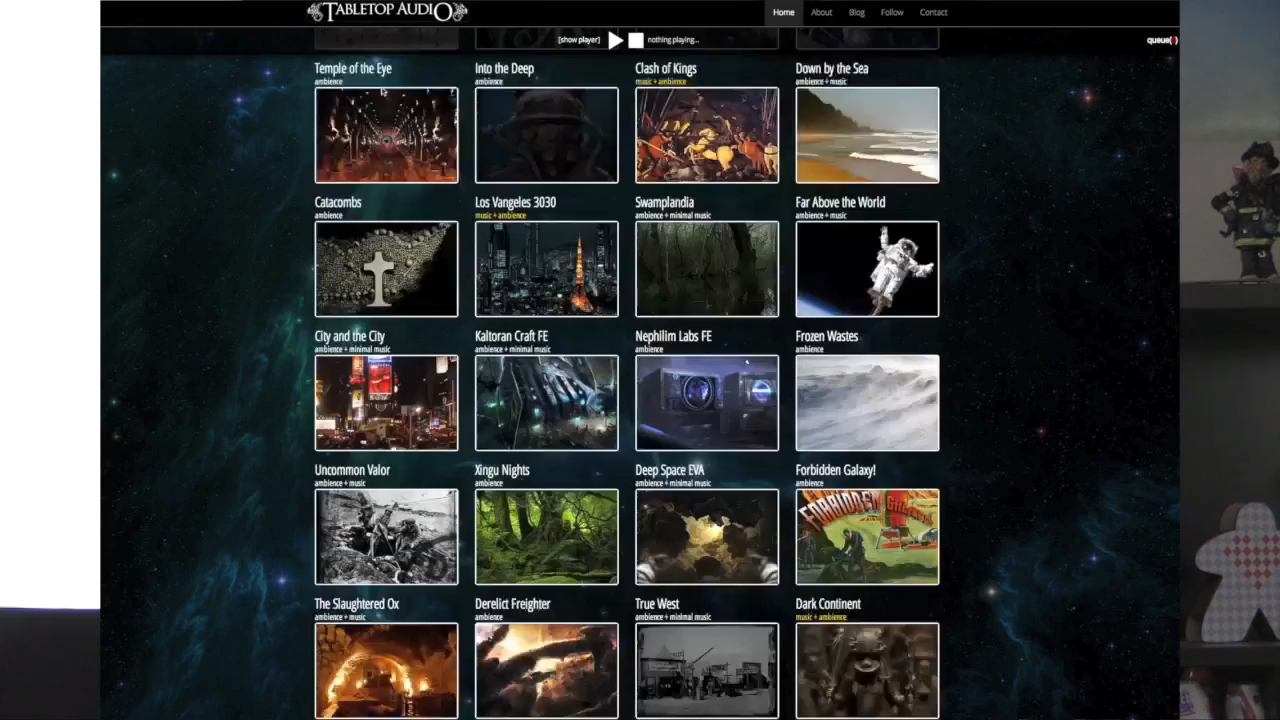 TABLETOP AUDIO
Home About Blog Follow Contact
[show player] nothing playing...
Temple of the Eye Into the Deep Clash of Kings Down by the Sea
ambience ambience music + ambience ambience + music
Catacombs Los Vangeles 3030 Swamplandia Far Above the World
ambience music + ambience ambience + minimal music ambience + music
City and the City Kaltoran Craft FE Nephilim Labs FE Frozen Wastes
ambience + minimal music ambience + minimal music ambience ambience
Uncommon Valor Xingu Nights Deep Space EVA Forbidden Galaxy!
ambience + music ambience ambience + minimal music ambience
FORBIDDEN
The Slaughtered Ox Derelict Freighter True West Dark Continent
ambience + music ambience ambience + minimal music music + ambience